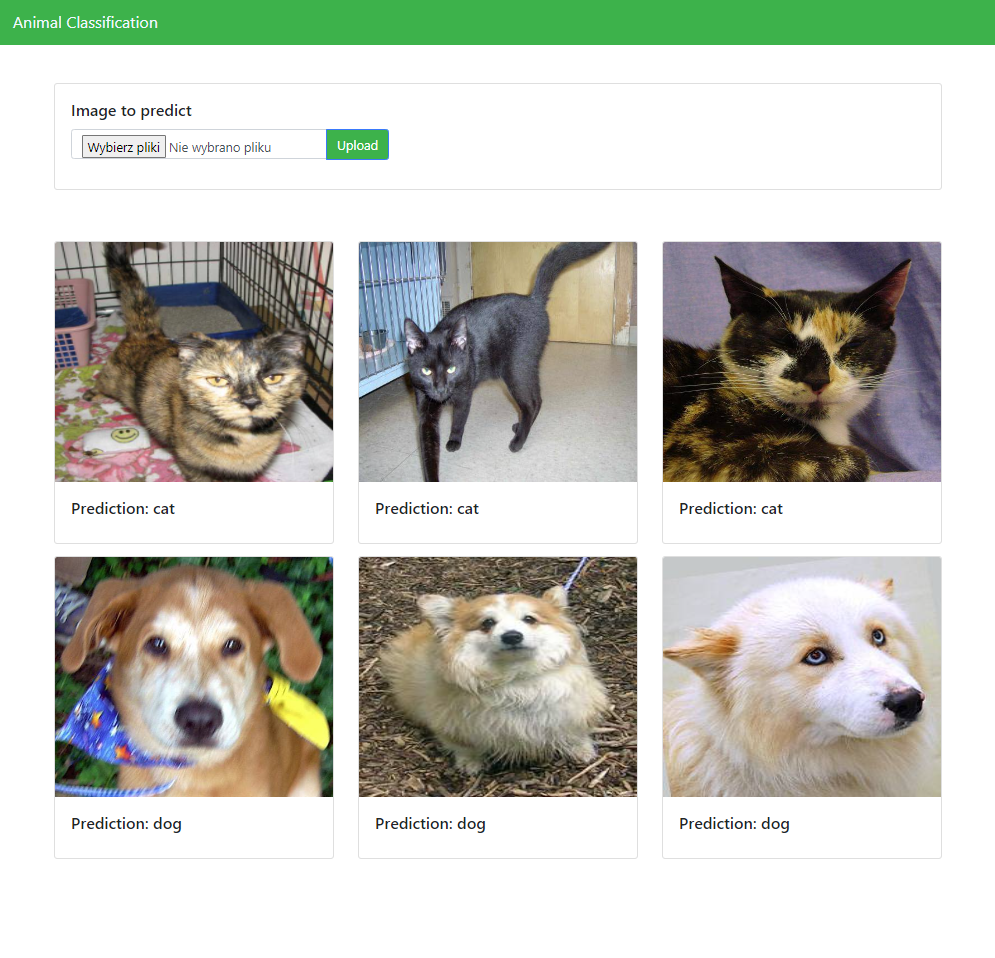 Animal Classification
Image to predict
Wybierz pliki Nie wybrano pliku Upload
Prediction: cat Prediction: cat Prediction: cat
Prediction: dog Prediction: dog Prediction: dog